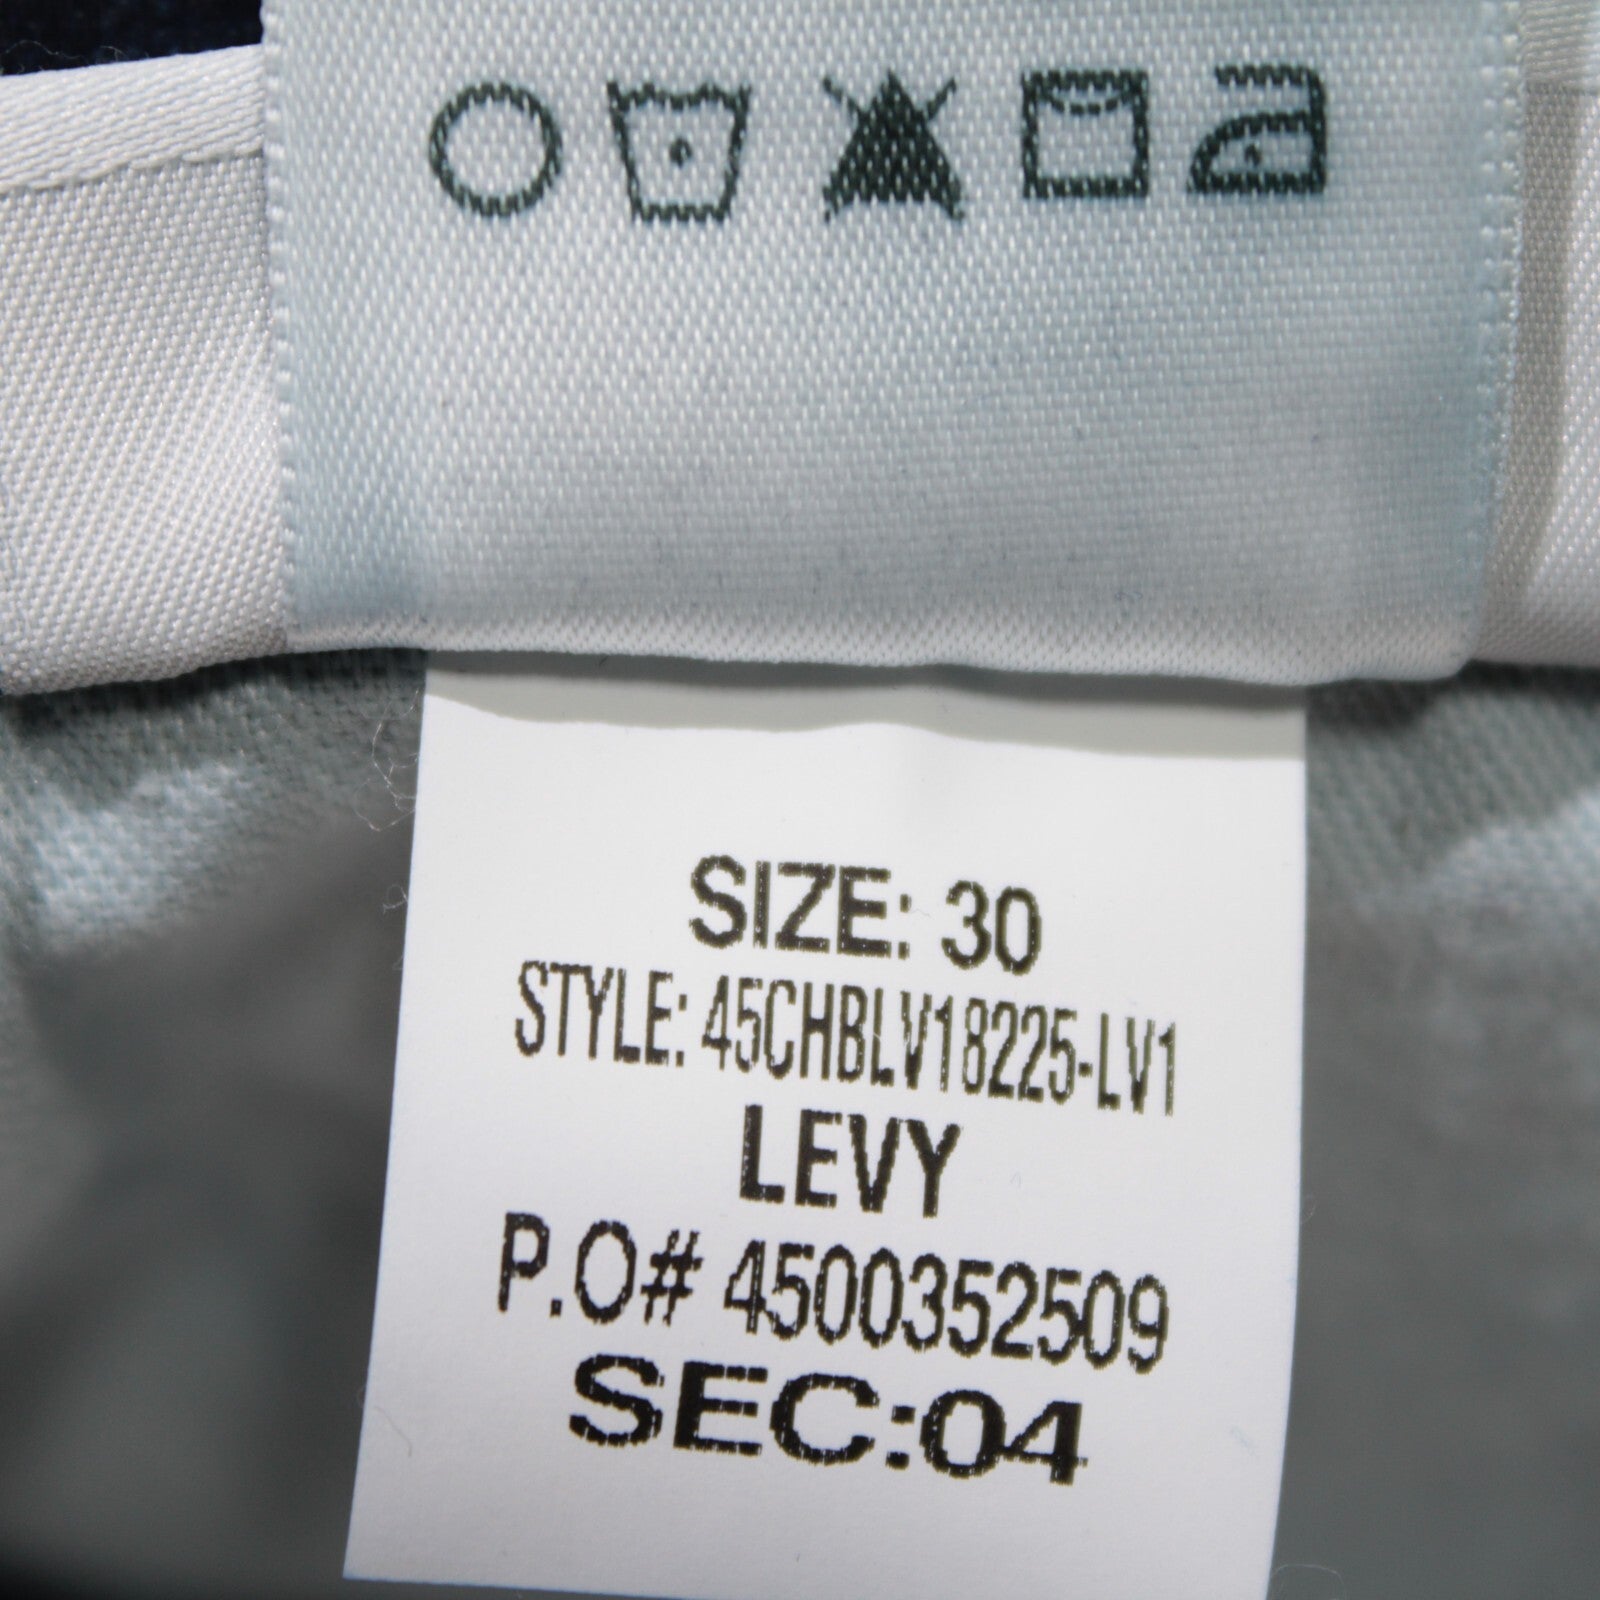 SIZE: 30
STYLE: 45CHBLV18225-LV1
LEVY
P.O# 4500352509
SEC:04